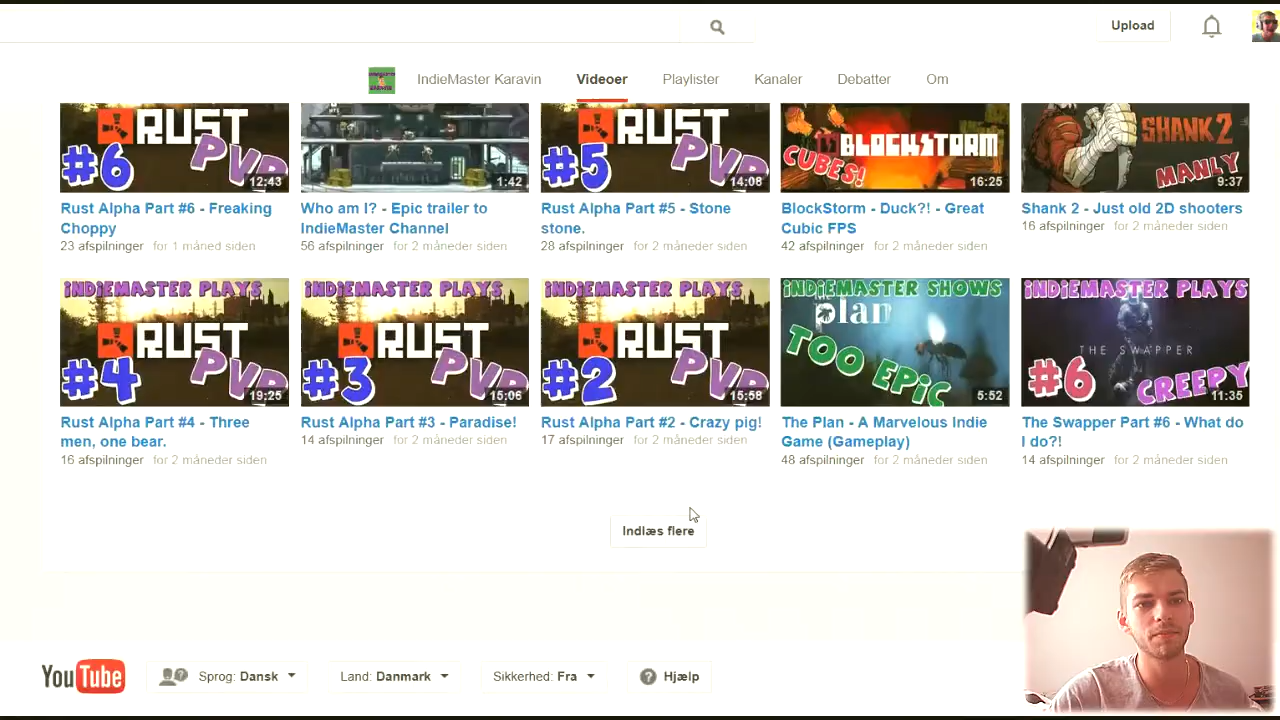 Upload
IndieMaster Karavin Videoer Playlister Kanaler Debatter Om
RUST
#6
PVP
12:43
1:42
RUST
#5
PVP
14:08
BLOCKSTORM
CUBES!
16:25
SHANK 2
MANLY
9:37
Rust Alpha Part #6 - Freaking
Choppy
23 afspilninger for 1 måned siden
Who am I? - Epic trailer to
IndieMaster Channel
56 afspilninger for 2 måneder siden
Rust Alpha Part #5 - Stone
stone.
28 afspilninger for 2 måneder siden
BlockStorm - Duck?! - Great
Cubic FPS
42 afspilninger for 2 måneder siden
Shank 2 - Just old 2D shooters
16 afspilninger for 2 måneder siden
INDIEMASTER PLAYS
RUST
#4
PVP
19:25
INDIEMASTER PLAYS
RUST
#3
PVP
15:06
INDIEMASTER PLAYS
RUST
#2
PVP
15:58
INDIEMASTER SHOWS
plan
TOO EPIC
5:52
INDIEMASTER PLAYS
THE SWAPPER
#6
CREEPY
11:35
Rust Alpha Part #4 - Three
men, one bear.
16 afspilninger for 2 måneder siden
Rust Alpha Part #3 - Paradise!
14 afspilninger for 2 måneder siden
Rust Alpha Part #2 - Crazy pig!
17 afspilninger for 2 måneder siden
The Plan - A Marvelous Indie
Game (Gameplay)
48 afspilninger for 2 måneder siden
The Swapper Part #6 - What do
I do?!
14 afspilninger for 2 måneder siden
Indlæs flere
YouTube Sprog: Dansk Land: Danmark Sikkerhed: Fra Hjælp